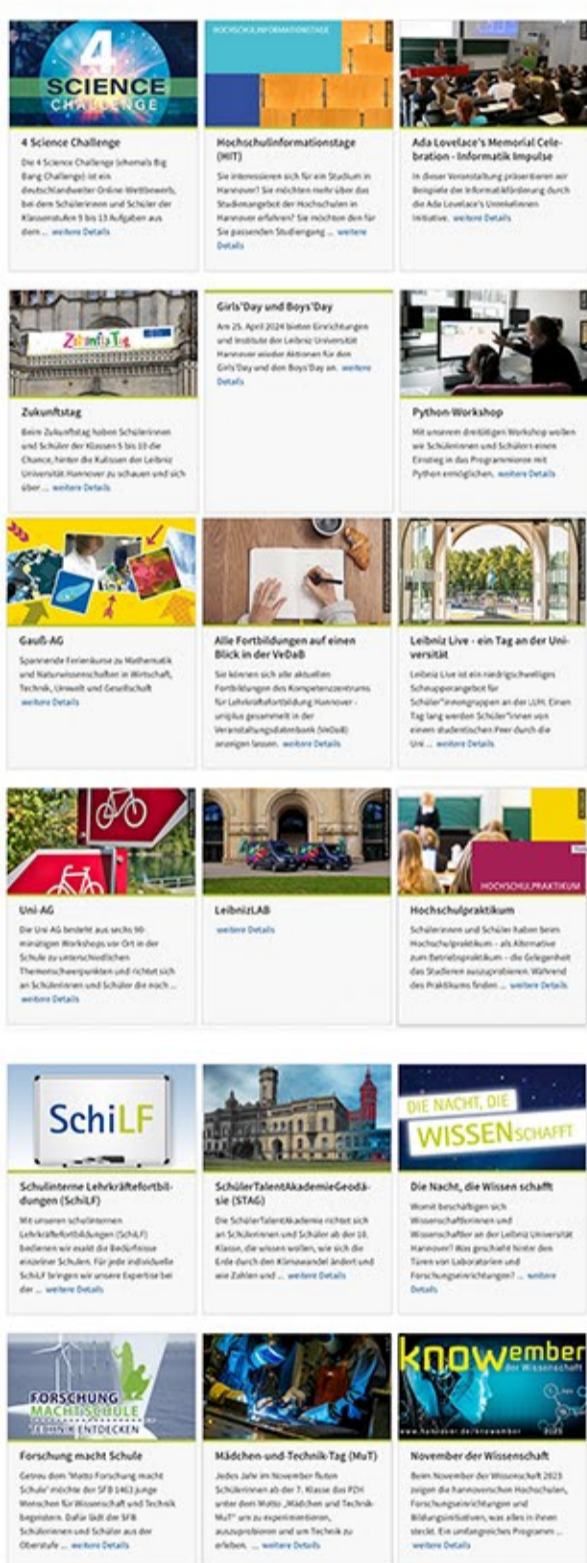 4
SCIENCE
CHALLENGE
4 Science Challenge
Die 4 Science Challenge (ehemals Big
Bang Challenge) ist ein
deutschlandweiter Online-Wettbewerb,
bei dem Schülerinnen und Schüler der
Klassenstufen 9 bis 13 Aufgaben aus
dem ... weitere Details
HOCHSCHULINFORMATIONSTAGE
Hochschulinformationstage
(HIT)
Sie interessieren sich für ein Studium in
Hannover? Sie möchten mehr über das
Studienangebot der Hochschulen in
Hannover erfahren? Sie möchten den für
Sie passenden Studiengang ... weitere
Details
Ada Lovelace's Memorial Cele-
bration - Informatik Impulse
In dieser Veranstaltung präsentieren wir
Beispiele der Informatikförderung durch
die Ada Lovelace's Urenkelinnen
Initiative. weitere Details
Zukunftstag
Zukunftstag
Beim Zukunftstag haben Schülerinnen
und Schüler der Klassen 5 bis 10 die
Chance, hinter die Kulissen der Leibniz
Universität Hannover zu schauen und sich
über ... weitere Details
Girls'Day und Boys'Day
Am 25. April 2024 bieten Einrichtungen
und Institute der Leibniz Universität
Hannover wieder Aktionen für den
Girls'Day und den Boys'Day an. weitere
Details
Python-Workshop
Mit unserem dreitätigen Workshop wollen
wir Schülerinnen und Schülern einen
Einstieg in das Programmieren mit
Python ermöglichen. weitere Details
Gauß-AG
Spannende Ferienkurse zu Mathematik
und Naturwissenschaften in Wirtschaft,
Technik, Umwelt und Gesellschaft
weitere Details
Alle Fortbildungen auf einen
Blick in der VeDaB
Sie können sich alle aktuellen
Fortbildungen des Kompetenzzentrums
für Lehrkräftefortbildung Hannover -
uniplus gesammelt in der
Veranstaltungsdatenbank (VeDaB)
anzeigen lassen. weitere Details
Leibniz Live - ein Tag an der Uni-
versität
Leibniz Live ist ein niedrigschwelliges
Schnupperangebot für
Schüler*innengruppen an der LUH. Einen
Tag lang werden Schüler*innen von
einem studentischen Peer durch die
Uni ... weitere Details
Uni-AG
Die Uni-AG besteht aus sechs 90-
minütigen Workshops vor Ort in der
Schule zu unterschiedlichen
Themenschwerpunkten und richtet sich
an Schülerinnen und Schüler die noch ...
weitere Details
LeibnizLAB
weitere Details
HOCHSCHULPRAKTIKUM
Hochschulpraktikum
Schülerinnen und Schüler haben beim
Hochschulpraktikum – als Alternative
zum Betriebspraktikum – die Gelegenheit
das Studieren auszuprobieren. Während
des Praktikums finden ... weitere Details
SchiLF
Schulinterne Lehrkräftefortbil-
dungen (SchiLF)
Mit unseren schulinternen
Lehrkräftefortbildungen (SchiLF)
bedienen wir exakt die Bedürfnisse
einzelner Schulen. Für jede individuelle
SchiLF bringen wir unsere Expertise bei
der ... weitere Details
SchülerTalentAkademieGeodä-
sie (STAG)
Die SchülerTalentAkademie richtet sich
an Schülerinnen und Schüler ab der 10.
Klasse, die wissen wollen, wie sich die
Erde durch den Klimawandel ändert und
wie Zahlen und ... weitere Details
DIE NACHT, DIE
WISSEN SCHAFFT
Die Nacht, die Wissen schafft
Womit beschäftigen sich
Wissenschaftlerinnen und
Wissenschaftler an der Leibniz Universität
Hannover? Was geschieht hinter den
Türen von Laboratorien und
Forschungseinrichtungen? ... weitere
Details
FORSCHUNG
MACHT SCHULE
TECHNIK ENTDECKEN
Forschung macht Schule
Getreu dem 'Motto Forschung macht
Schule' möchte der SFB 1463 junge
Menschen für Wissenschaft und Technik
begeistern. Dafür lädt der SFB
Schülerinnen und Schüler aus der
Oberstufe ... weitere Details
Mädchen-und-Technik-Tag (MuT)
Jedes Jahr im November fluten
Schülerinnen ab der 7. Klasse das PZH
unter dem Motto „Mädchen und Technik-
MuT" um zu experimentieren,
auszuprobieren und um Technik zu
erleben. ... weitere Details
knowember
der Wissenschaft
www.hannover.de/knowember 2023
November der Wissenschaft
Beim November der Wissenschaft 2023
zeigen die hannoverschen Hochschulen,
Forschungseinrichtungen und
Bildungsinitiativen, was alles in ihnen
steckt. Ein umfangreiches Programm ...
weitere Details